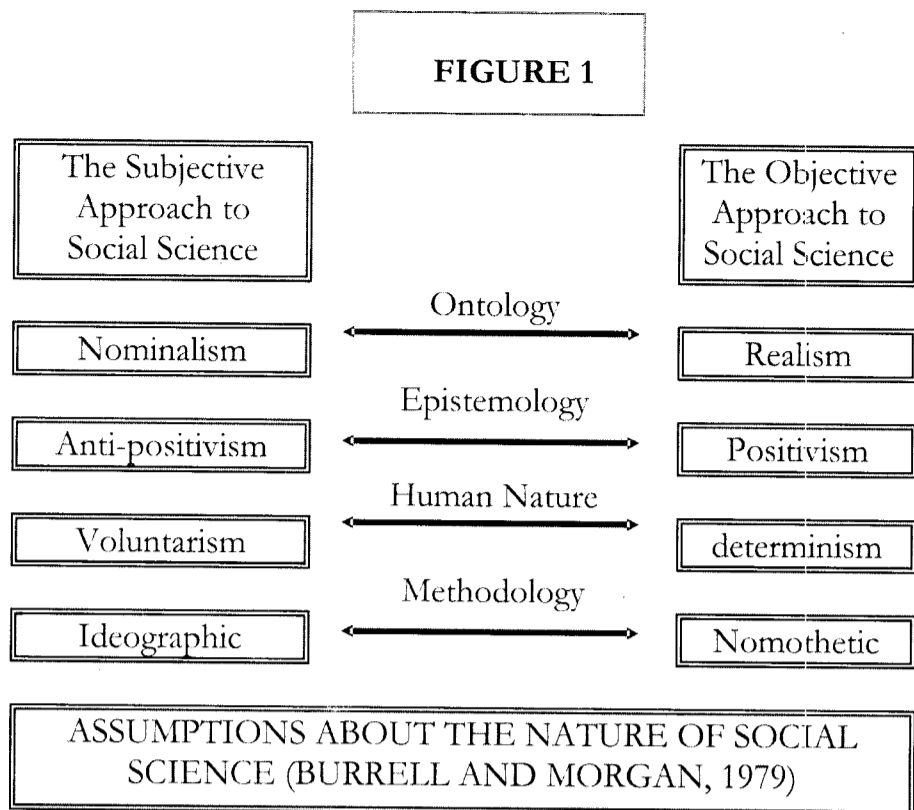 FIGURE 1
The Subjective
Approach to
Social Science
The Objective
Approach to
Social Science
Ontology
Nominalism
Realism
Epistemology
Anti-positivism
Positivism
Human Nature
Voluntarism
determinism
Methodology
Ideographic
Nomothetic
ASSUMPTIONS ABOUT THE NATURE OF SOCIAL
SCIENCE (BURRELL AND MORGAN, 1979)